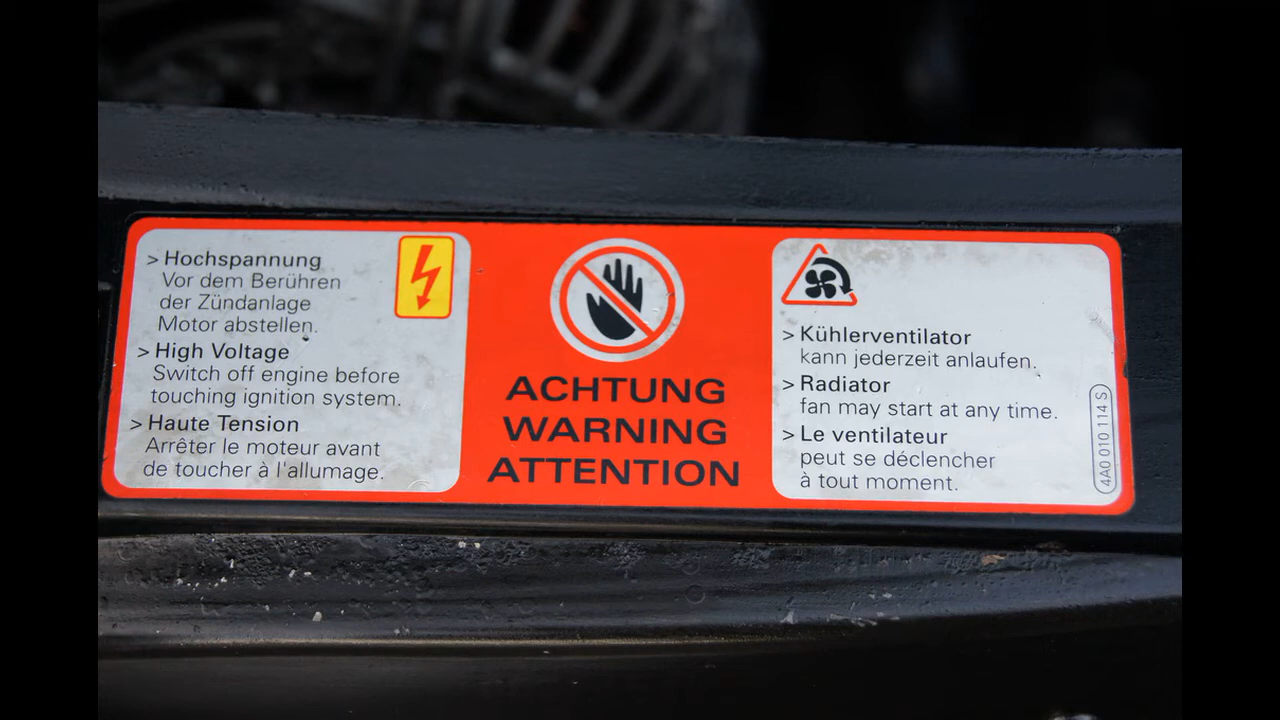 > Hochspannung
Vor dem Berühren
der Zündanlage
Motor abstellen.
> High Voltage
Switch off engine before
touching ignition system.
> Haute Tension
Arrêter le moteur avant
de toucher à l'allumage.
ACHTUNG
WARNING
ATTENTION
> Kühlerventilator
kann jederzeit anlaufen.
> Radiator
fan may start at any time.
> Le ventilateur
peut se déclencher
à tout moment.
4A0 010 114 S